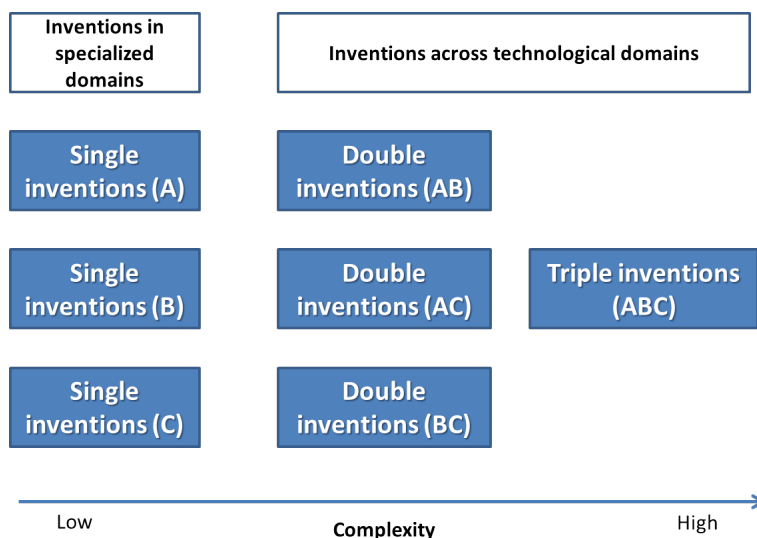 Inventions in
specialized
domains
Inventions across technological domains
Single
inventions (A)
Double
inventions (AB)
Single
inventions (B)
Double
inventions (AC)
Triple inventions
(ABC)
Single
inventions (C)
Double
inventions (BC)
Low
Complexity
High